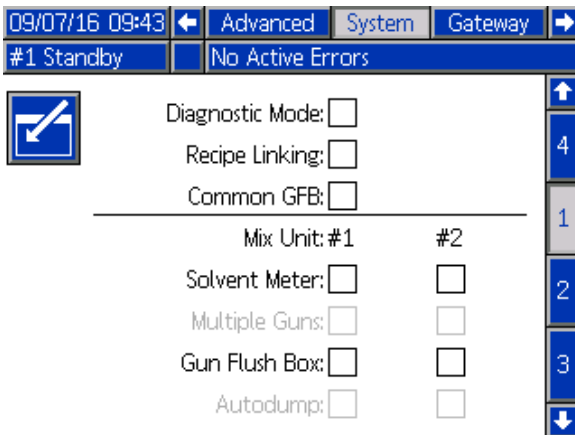 09/07/16 09:43 Advanced System Gateway
#1 Standby No Active Errors
Diagnostic Mode:
4
Recipe Linking:
Common GFB:
1
Mix Unit: #1 #2
Solvent Meter:
2
Multiple Guns:
Gun Flush Box:
3
Autodump: